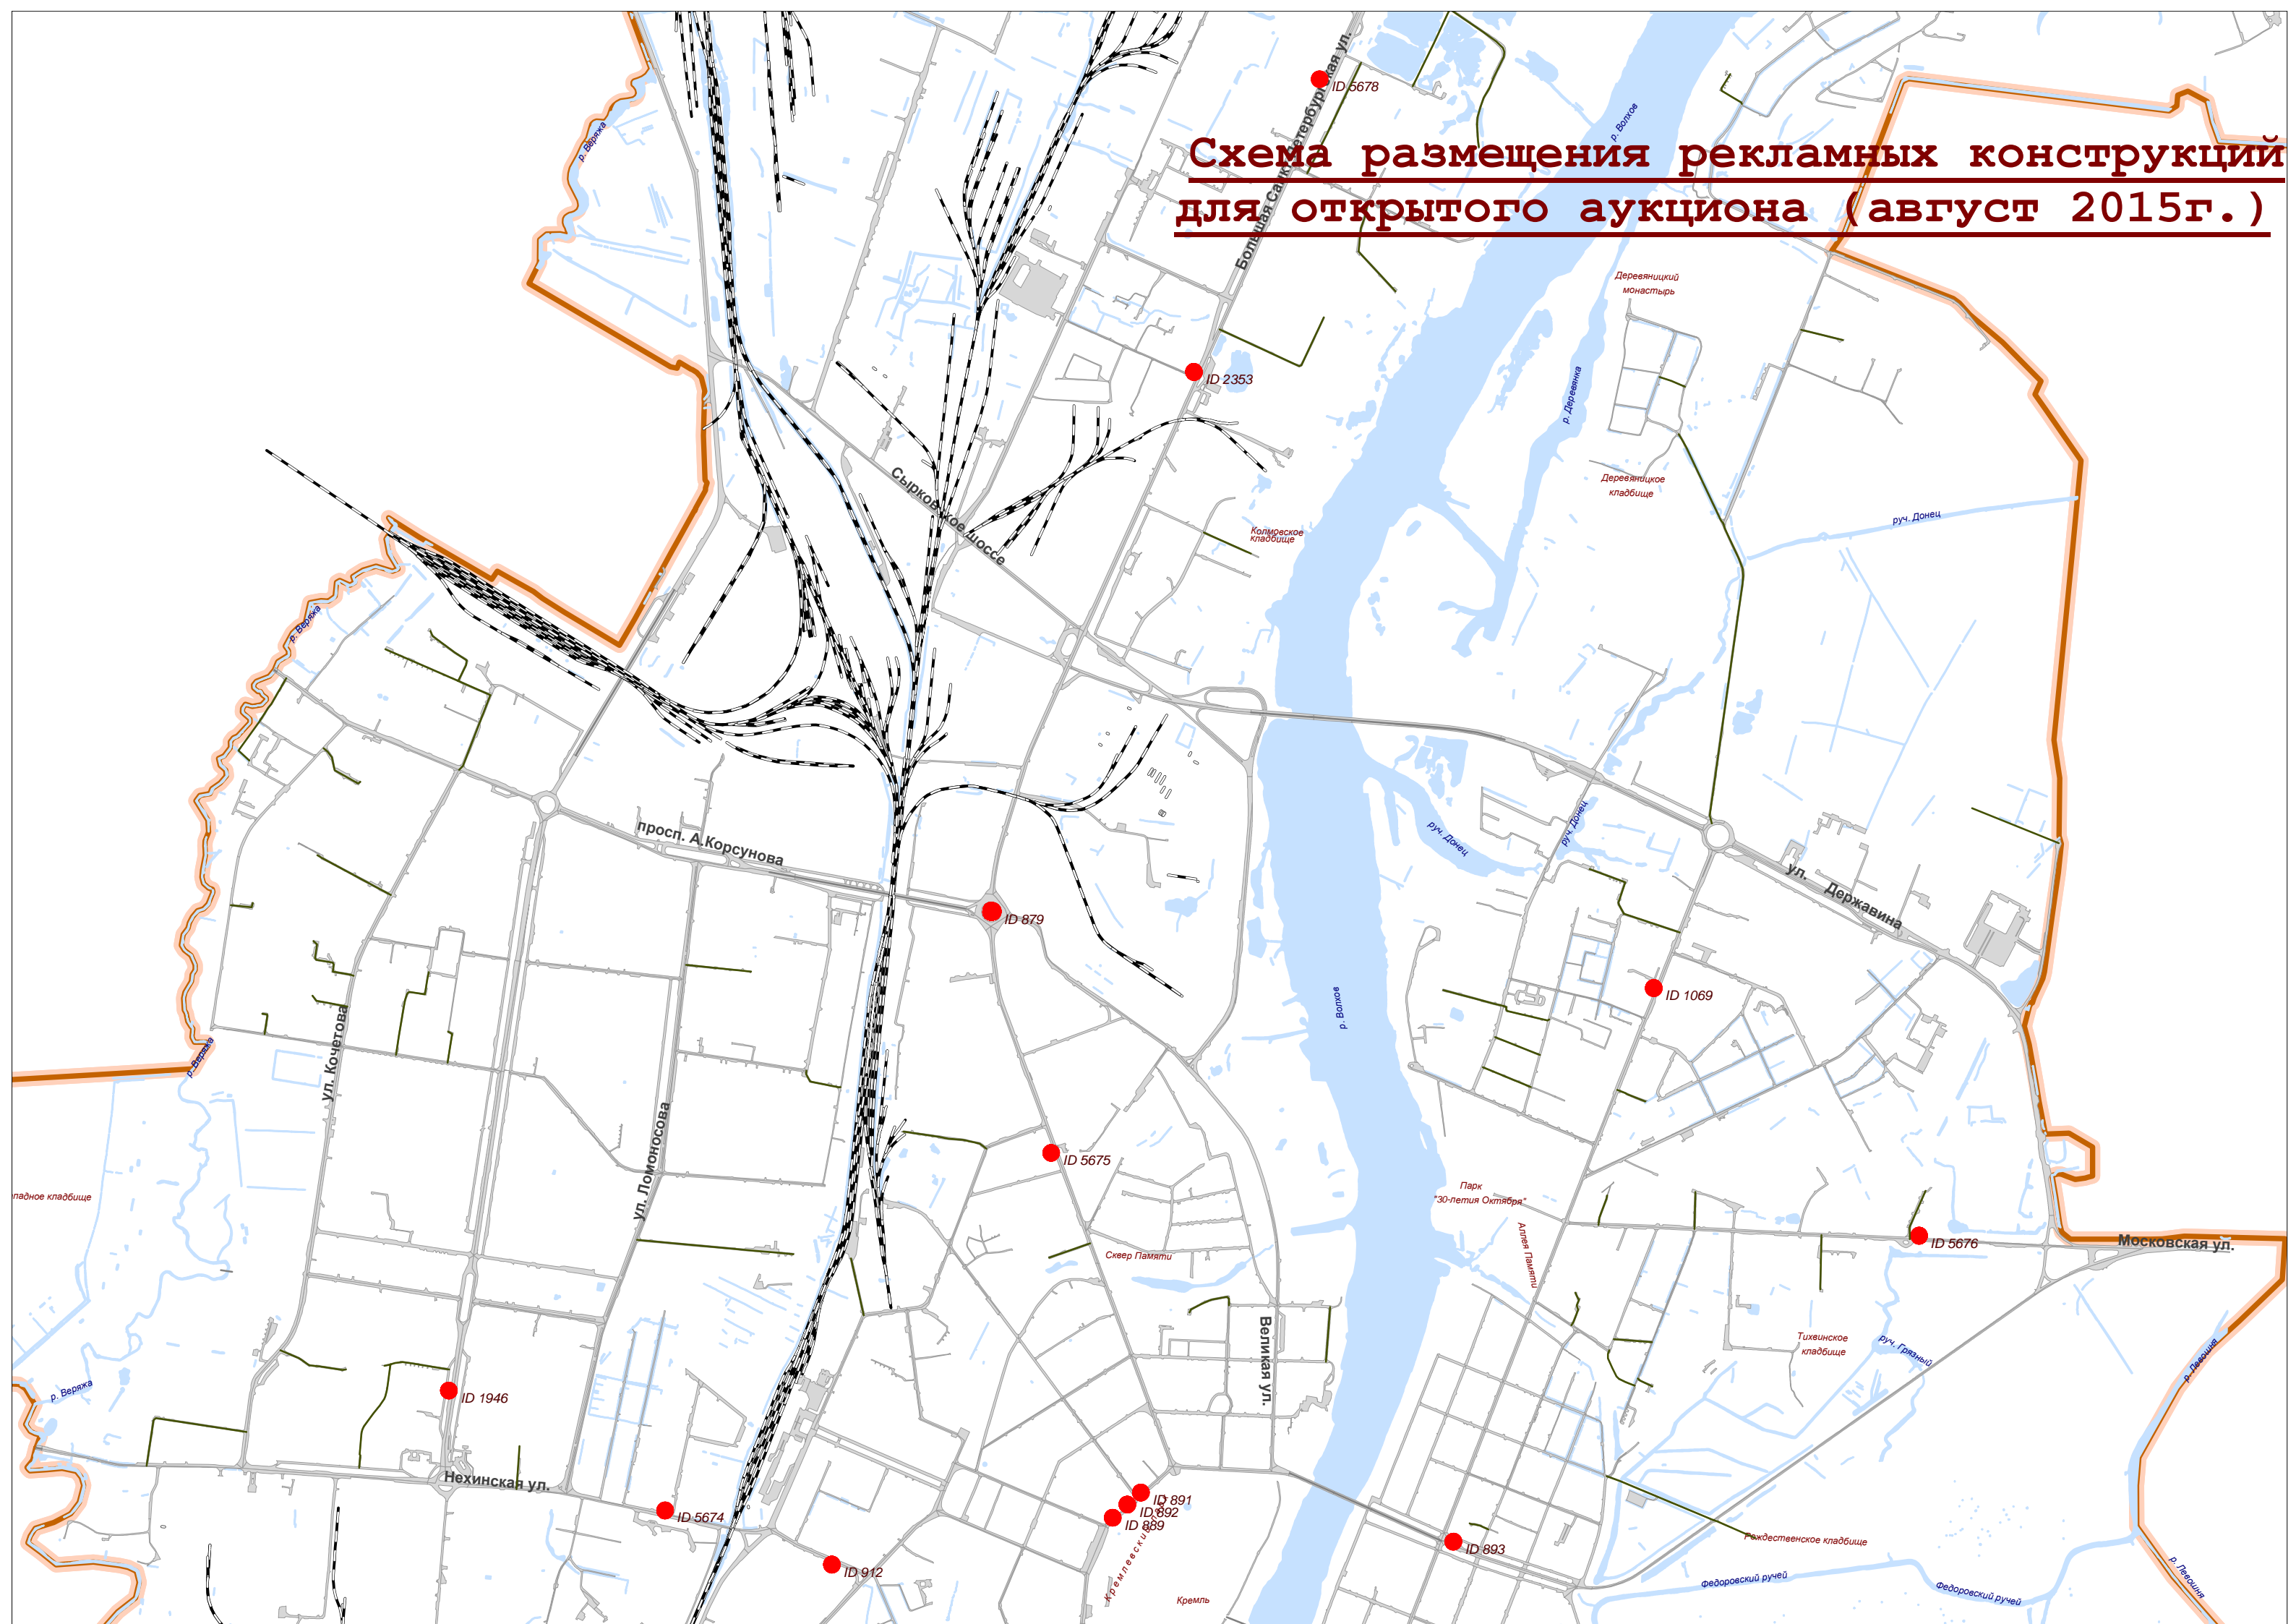 Схема размещения рекламных конструкций
для открытого аукциона (август 2015г.)
ID 5678
Большая Санкт-Петербургская ул.
р. Волхов
р. Веряжа
Деревяницкий
монастырь
ID 2353
р. Деревянка
Деревяницкое
кладбище
руч. Донец
Сырковское шоссе
Колмовское
кладбище
р. Веряжа
просп. А.Корсунова
руч. Донец
руч. Донец
ул. Державина
ID 879
ID 1069
р. Волхов
р. Веряжа
ул. Кочетова
ул. Ломоносова
ID 5675
Парк
"30-летия Октября"
Аллея Памяти
падное кладбище
Сквер Памяти
ID 5676
Московская ул.
Великая ул.
Тихвинское
кладбище
руч. Грязный
р. Левошня
р. Веряжа
ID 1946
Нехинская ул.
ID 5674
ID 891
ID 892
ID 889
ID 893
Рождественское кладбище
ID 912
Кремль
Федоровский ручей
Федоровский ручей
р. Левошня